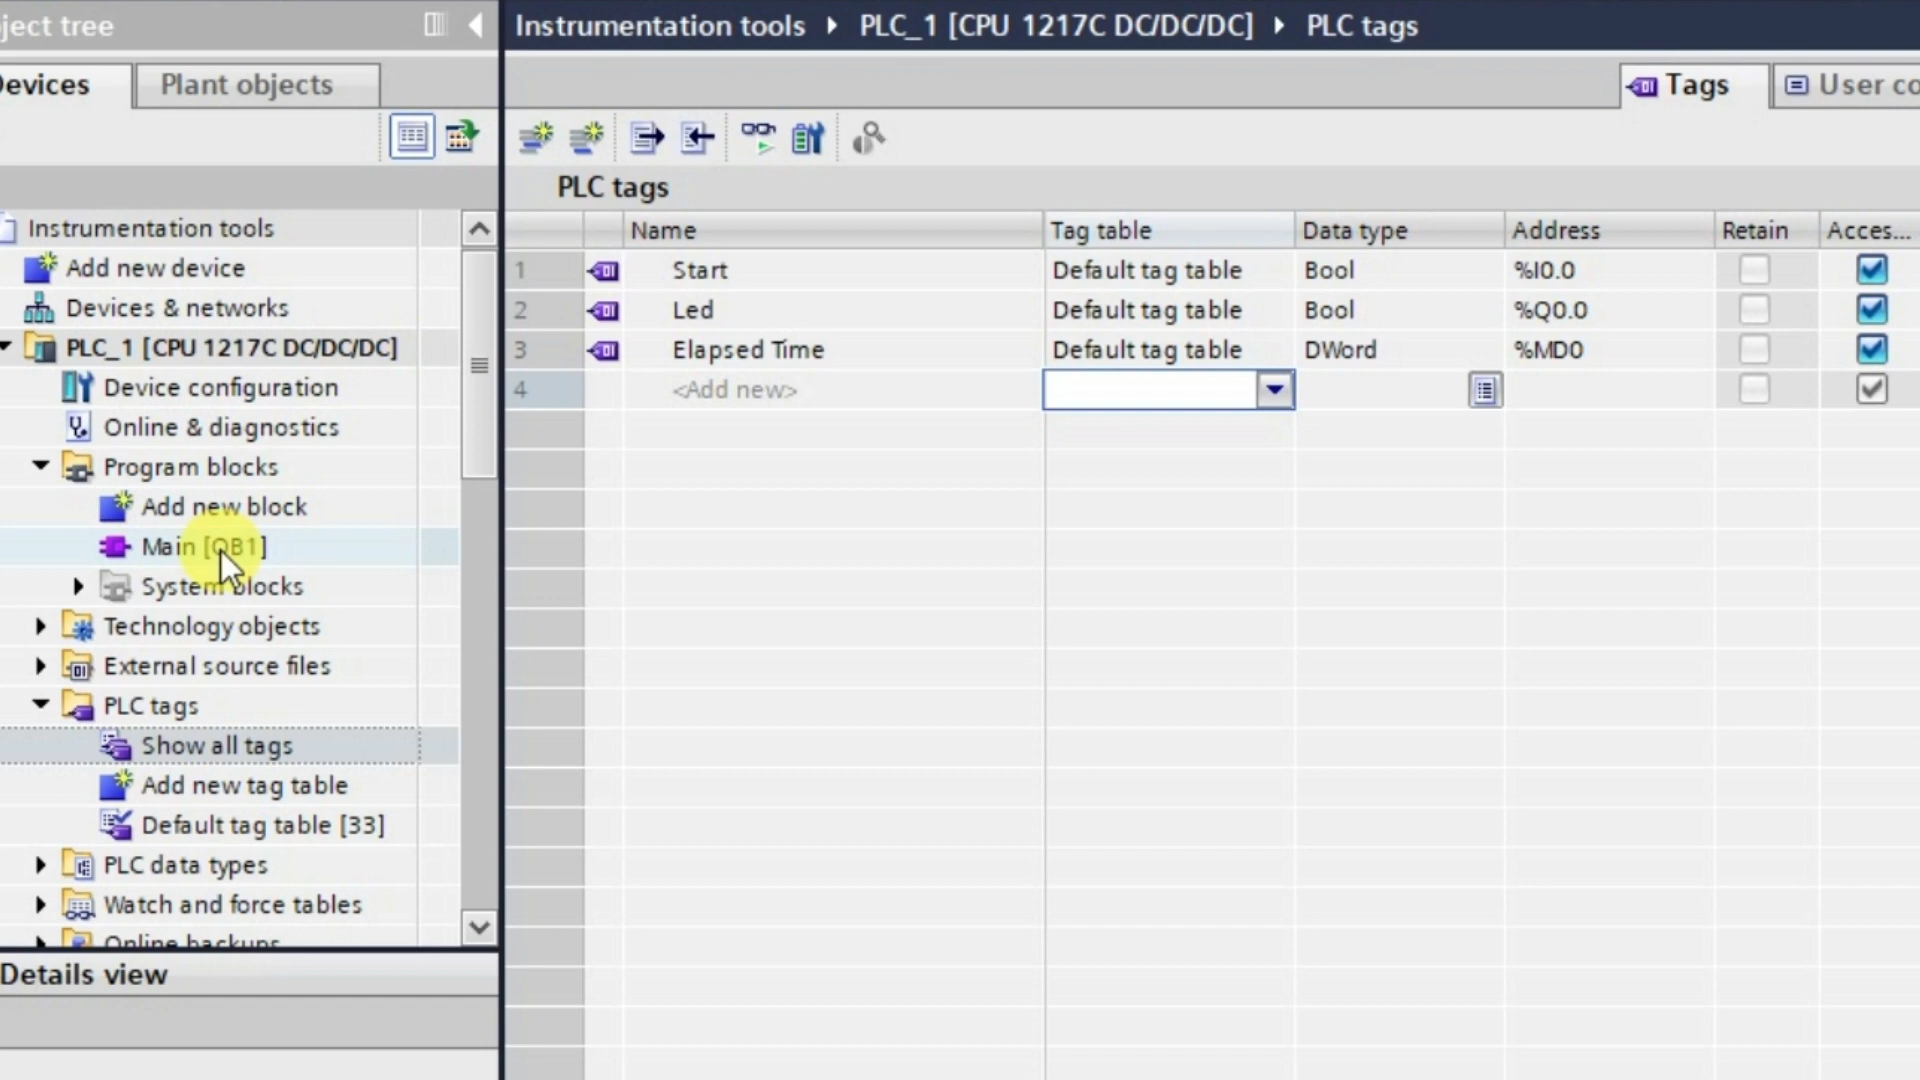 ject tree
Instrumentation tools ▸ PLC_1 [CPU 1217C DC/DC/DC] ▸ PLC tags
Devices
Plant objects
Tags
User co
PLC tags
Name Tag table Data type Address Retain Acces...
1 Start Default tag table Bool %I0.0
2 Led Default tag table Bool %Q0.0
3 Elapsed Time Default tag table DWord %MD0
4 <Add new>
Instrumentation tools
Add new device
Devices & networks
PLC_1 [CPU 1217C DC/DC/DC]
Device configuration
Online & diagnostics
Program blocks
Add new block
Main [OB1]
System blocks
Technology objects
External source files
PLC tags
Show all tags
Add new tag table
Default tag table [33]
PLC data types
Watch and force tables
Online backups
Details view